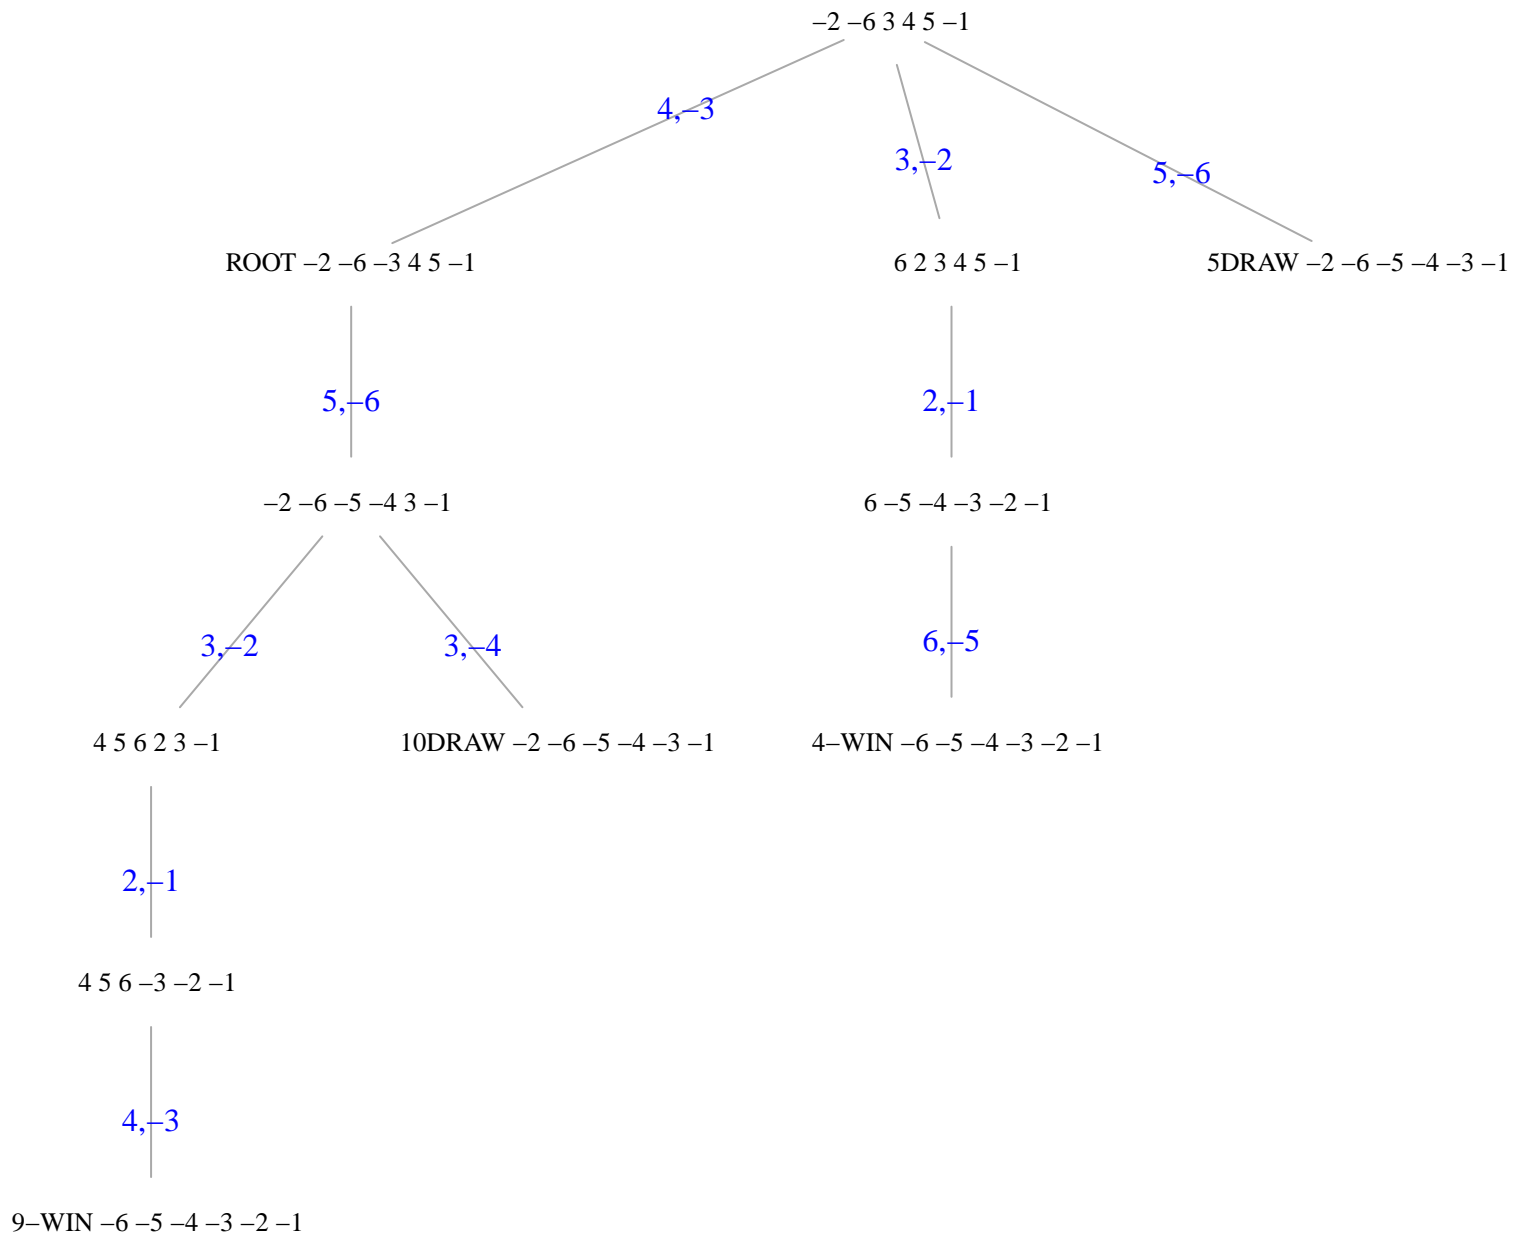 –2 –6 3 4 5 –1
4,–3
3,–2
5,–6
ROOT –2 –6 –3 4 5 –1
6 2 3 4 5 –1
5DRAW –2 –6 –5 –4 –3 –1
5,–6
2,–1
–2 –6 –5 –4 3 –1
6 –5 –4 –3 –2 –1
3,–2
3,–4
6,–5
4 5 6 2 3 –1
10DRAW –2 –6 –5 –4 –3 –1
4–WIN –6 –5 –4 –3 –2 –1
2,–1
4 5 6 –3 –2 –1
4,–3
9–WIN –6 –5 –4 –3 –2 –1